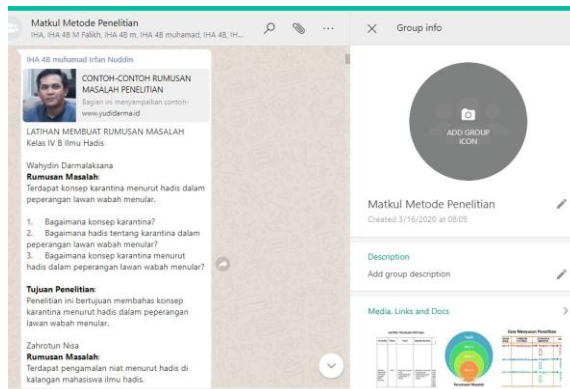 Matkul Metode Penelitian
IHA, IHA 4B M Falikh, IHA 4B m, IHA 4B muhamad, IHA 4B, IH...
IHA 4B muhamad Irfan Nuddin
CONTOH-CONTOH RUMUSAN
MASALAH PENELITIAN
Bagian ini menyampaikan contoh-
www.yudidarma.id
LATIHAN MEMBUAT RUMUSAN MASALAH
Kelas IV B Ilmu Hadis
Wahydin Darmalaksana
Rumusan Masalah:
Terdapat konsep karantina menurut hadis dalam
peperangan lawan wabah menular.
1. Bagaimana konsep karantina?
2. Bagaimana hadis tentang karantina dalam
peperangan lawan wabah menular?
3. Bagaimana konsep karantina menurut
hadis dalam peperangan lawan wabah menular?
Tujuan Penelitian:
Penelitian ini bertujuan membahas konsep
karantina menurut hadis dalam peperangan
lawan wabah menular.
Zahrotun Nisa
Rumusan Masalah:
Terdapat pengamalan niat menurut hadis di
kalangan mahasiswa ilmu hadis.
Group info
ADD GROUP
ICON
Matkul Metode Penelitian
Created 3/16/2020 at 08:05
Description
Add group description
Media, Links and Docs